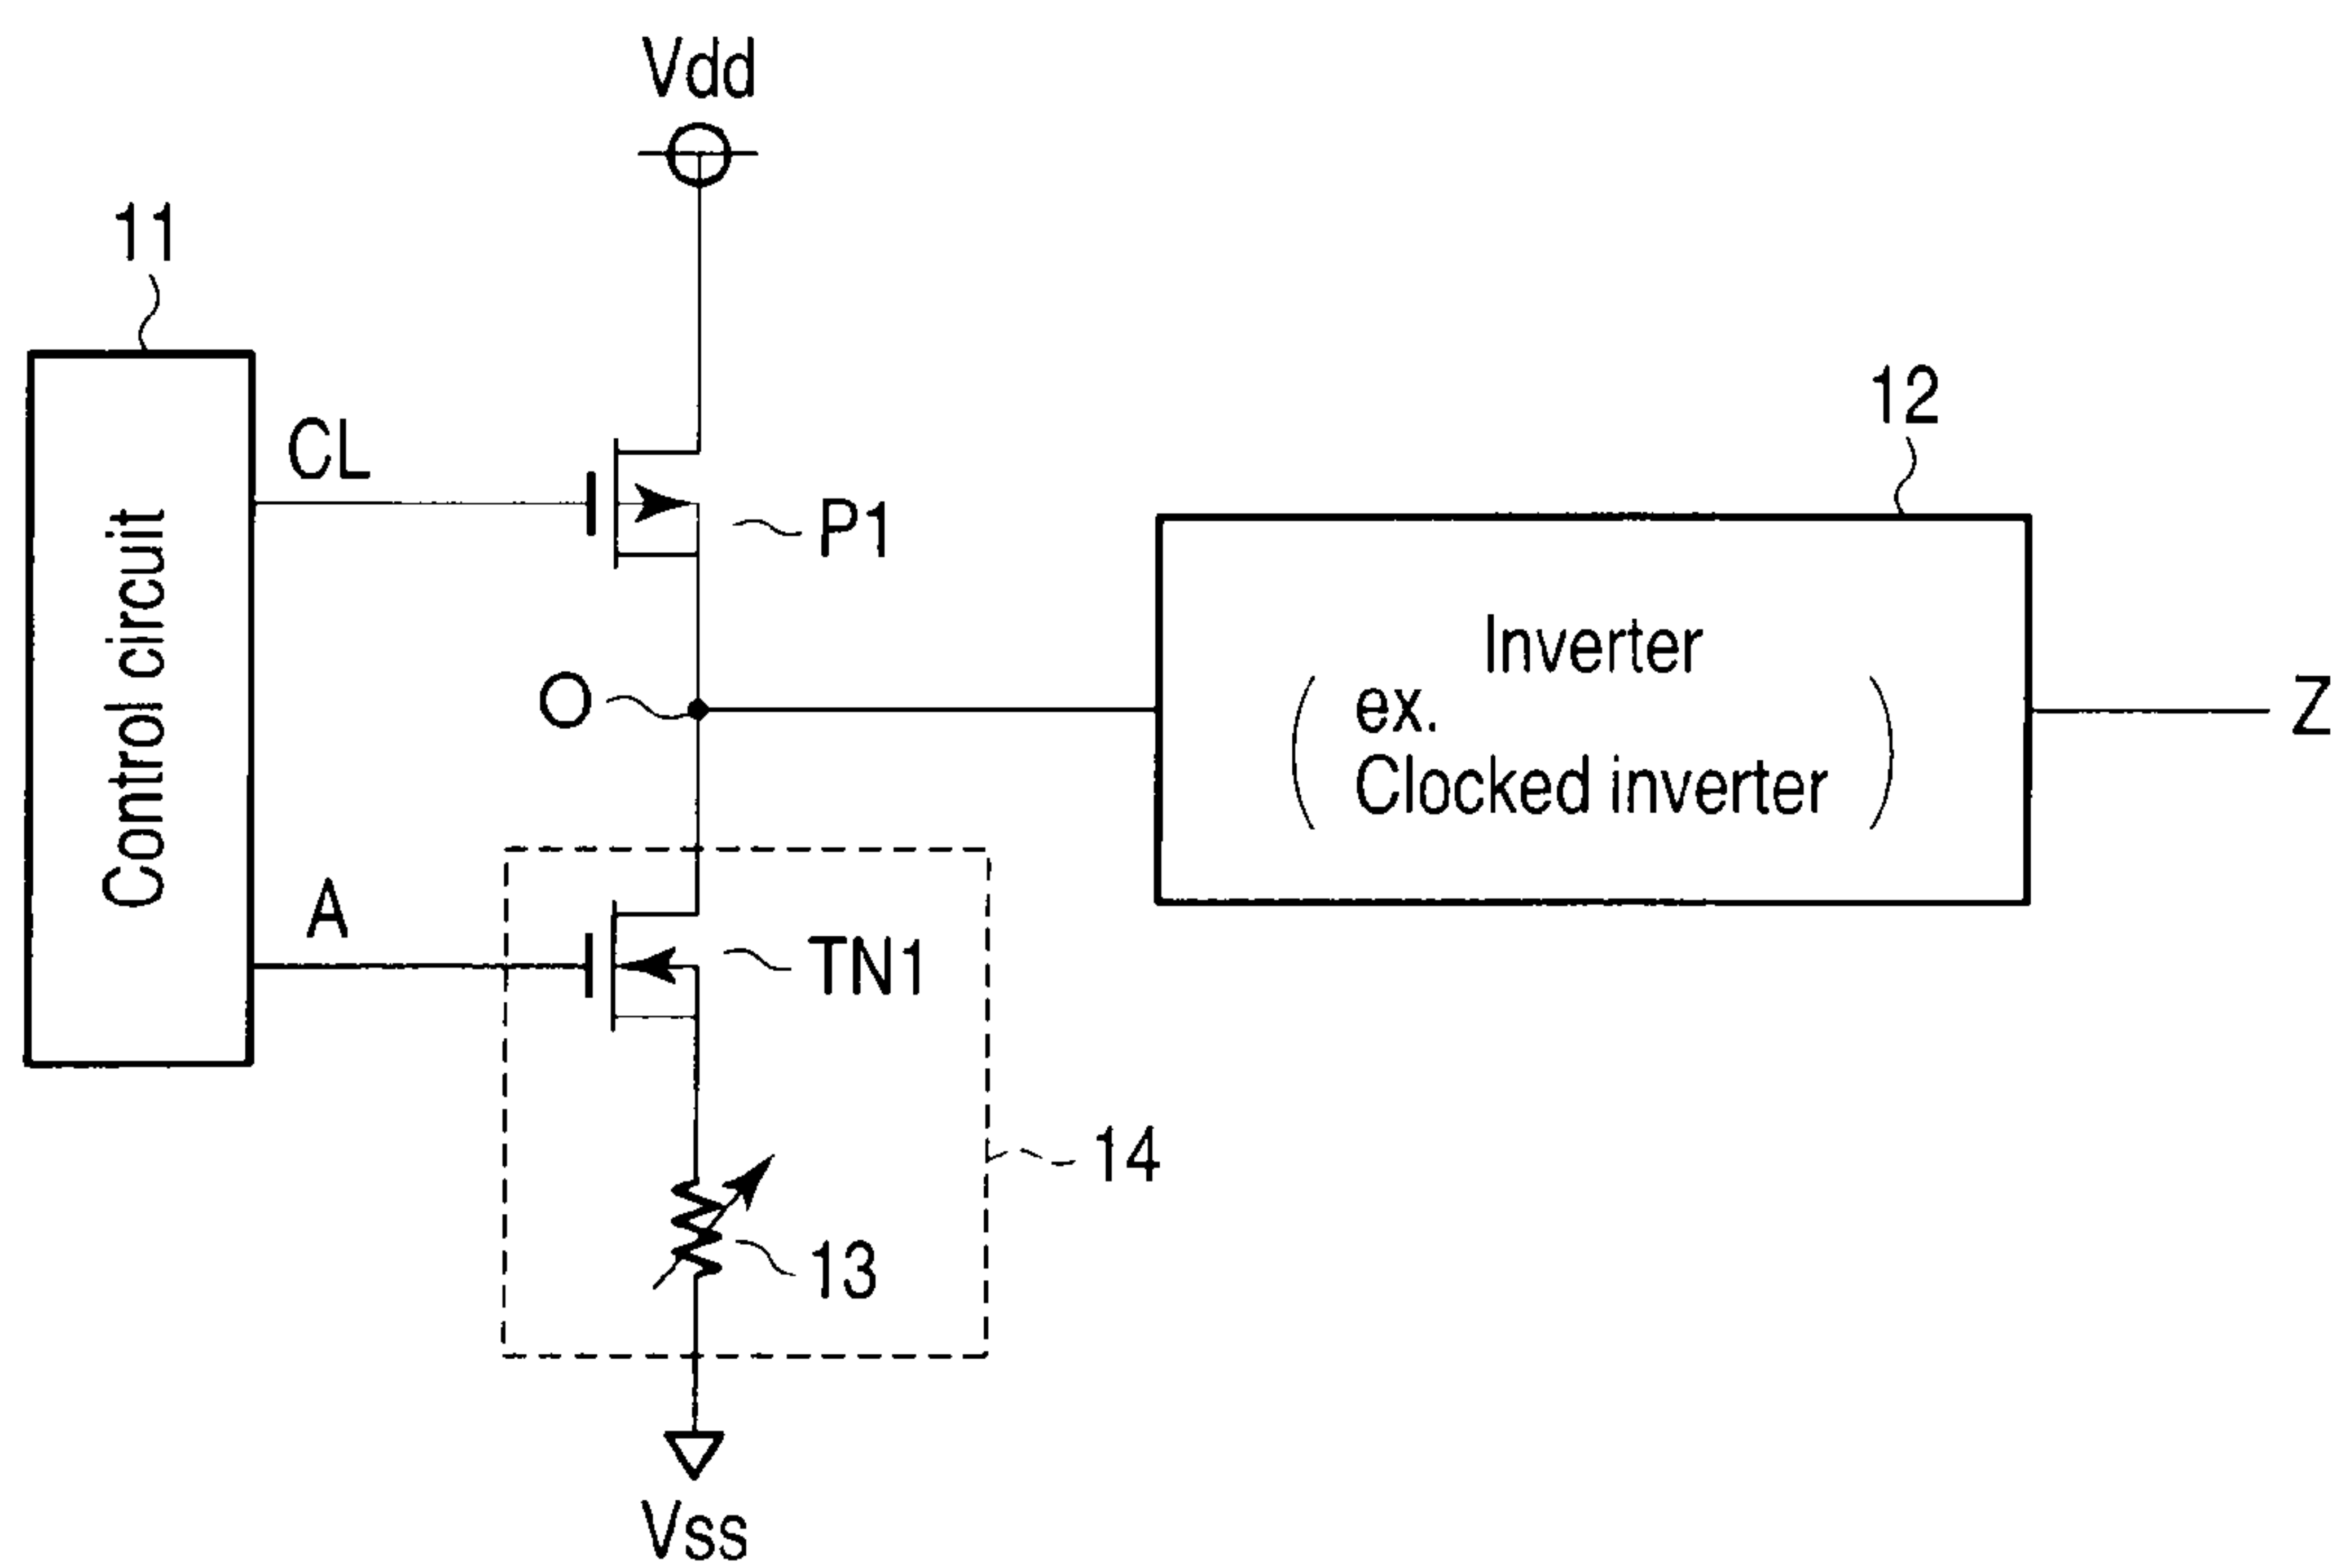 Vdd
11
CL
P1
12
Control circuit
Inverter
O
ex.
Z
Clocked inverter
A
TN1
14
13
Vss